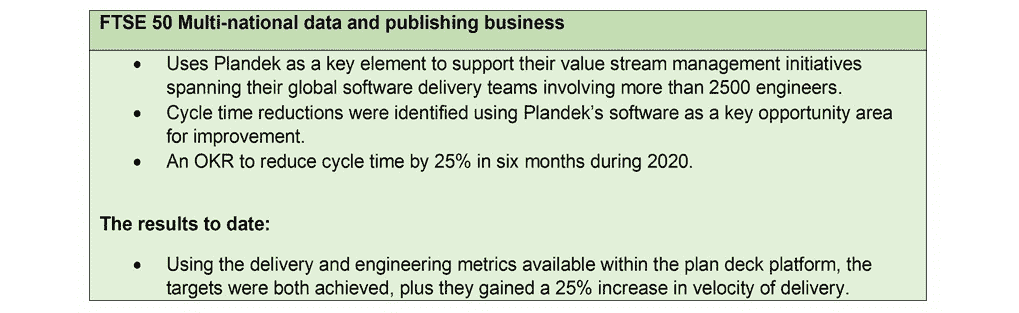 FTSE 50 Multi-national data and publishing business
• Uses Plandek as a key element to support their value stream management initiatives
spanning their global software delivery teams involving more than 2500 engineers.
• Cycle time reductions were identified using Plandek's software as a key opportunity area
for improvement.
• An OKR to reduce cycle time by 25% in six months during 2020.
The results to date:
• Using the delivery and engineering metrics available within the plan deck platform, the
targets were both achieved, plus they gained a 25% increase in velocity of delivery.